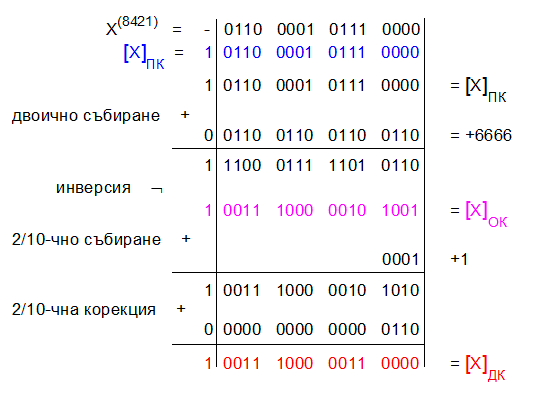 X(8421) = - 0110 0001 0111 0000
[X]ПК = 1 0110 0001 0111 0000
1 0110 0001 0111 0000 = [X]ПК
двоично събиране +
0 0110 0110 0110 0110 = +6666
1 1100 0111 1101 0110
инверсия ¬
1 0011 1000 0010 1001 = [X]ОК
2/10-чно събиране +
0001 +1
1 0011 1000 0010 1010
2/10-чна корекция +
0 0000 0000 0000 0110
1 0011 1000 0011 0000 = [X]ДК